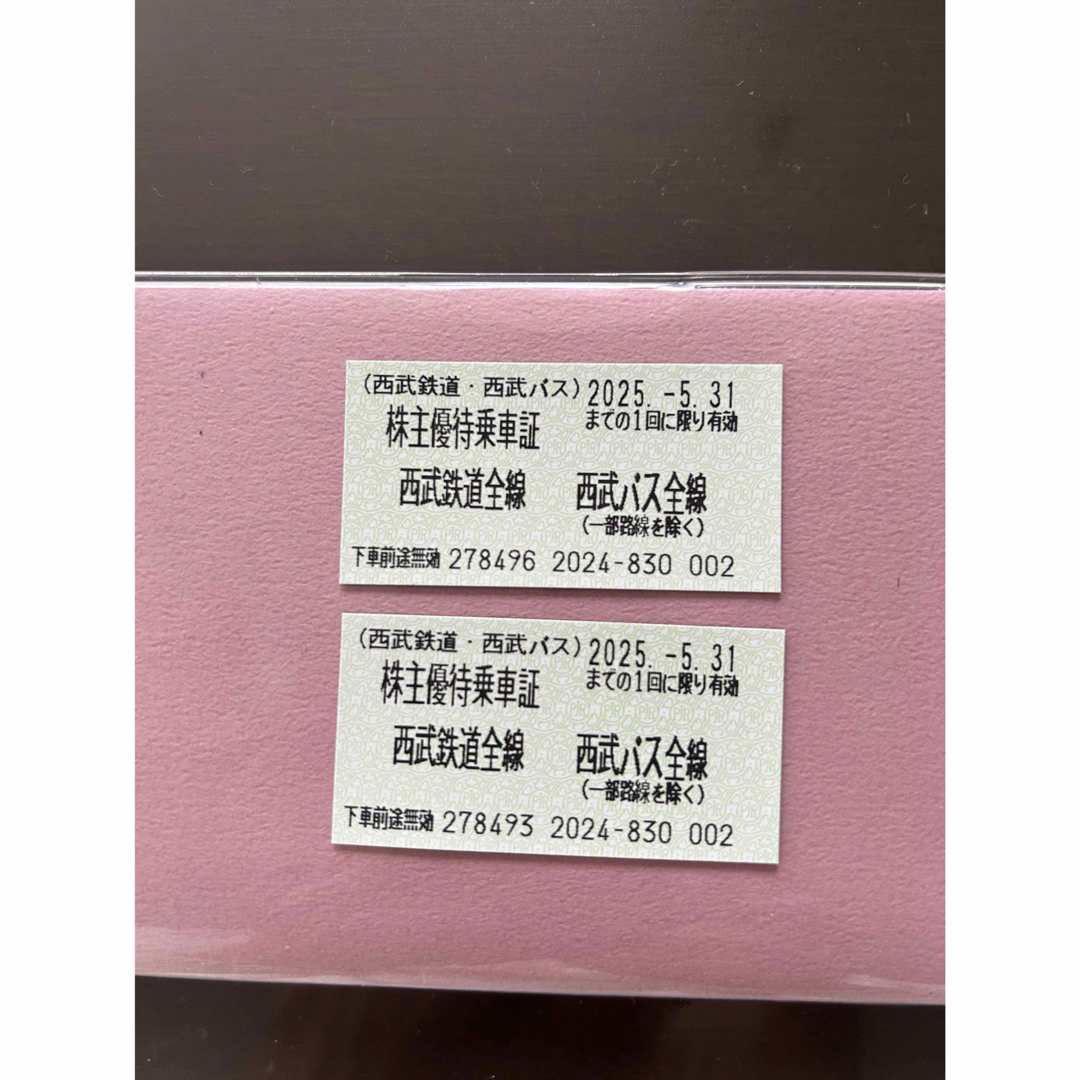 (西武鉄道・西武バス) 2025.-5.31
株主優待乗車証 までの1回に限り有効
西武鉄道全線 西武バス全線
(一部路線を除く)
下車前途無効 278496 2024-830 002
(西武鉄道・西武バス) 2025.-5.31
株主優待乗車証 までの1回に限り有効
西武鉄道全線 西武バス全線
(一部路線を除く)
下車前途無効 278493 2024-830 002